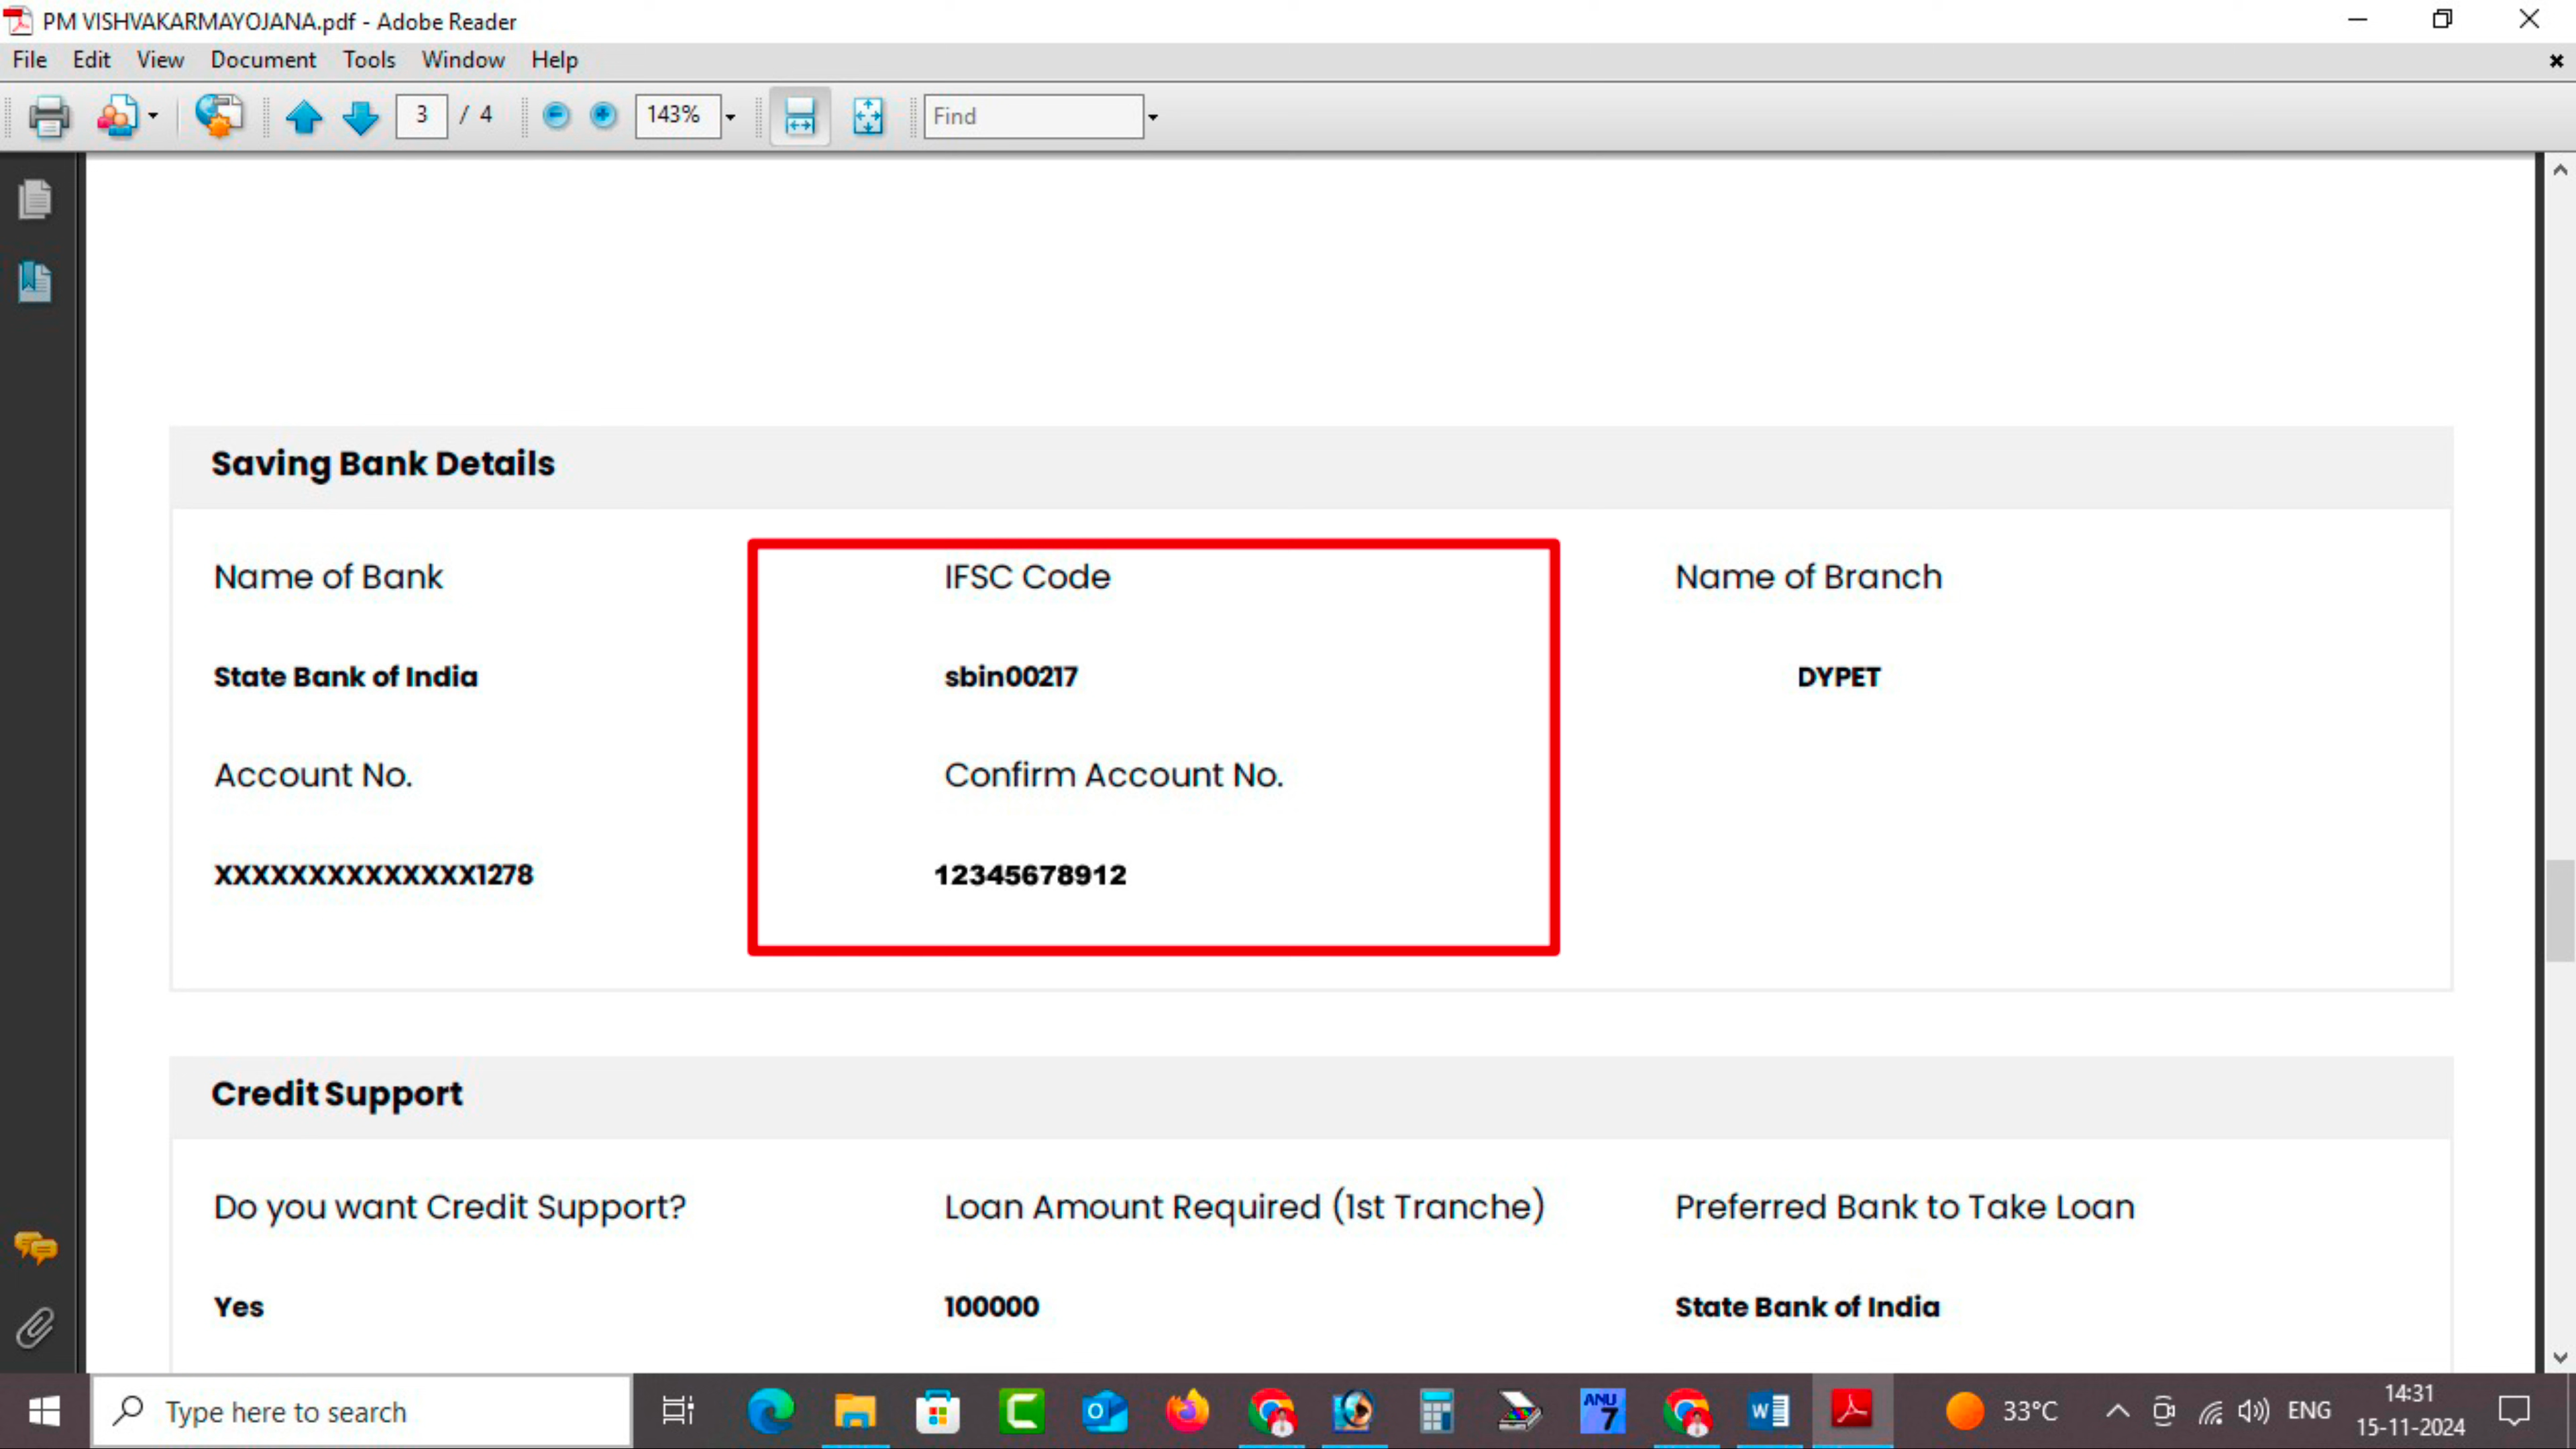 PM VISHVAKARMAYOJANA.pdf - Adobe Reader
File Edit View Document Tools Window Help
3 / 4 143% Find
Saving Bank Details
Name of Bank IFSC Code Name of Branch
State Bank of India sbin00217 DYPET
Account No. Confirm Account No.
XXXXXXXXXXXXXX1278 12345678912
Credit Support
Do you want Credit Support? Loan Amount Required (1st Tranche) Preferred Bank to Take Loan
Yes 100000 State Bank of India
Type here to search ANU 7 33°C ENG 14:31
15-11-2024